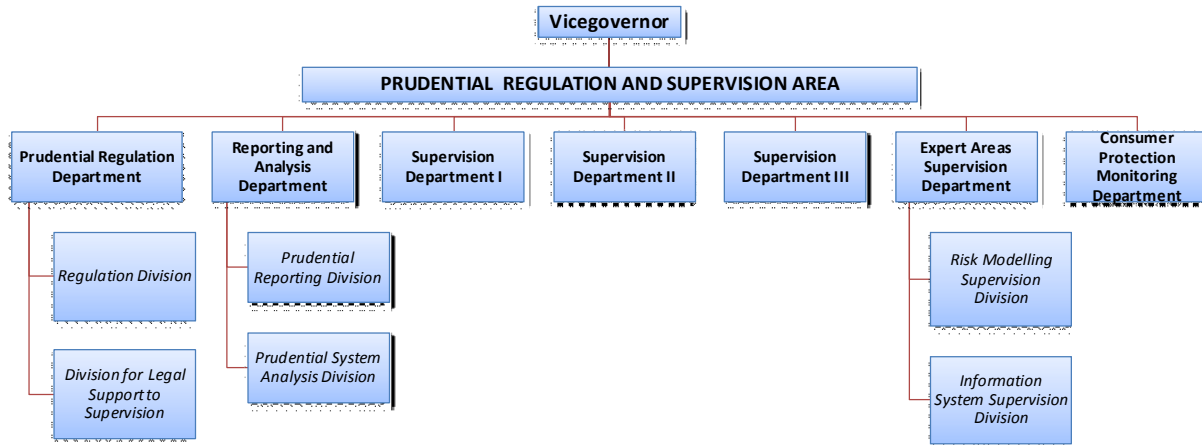 Vicegovernor
PRUDENTIAL REGULATION AND SUPERVISION AREA
Prudential Regulation
Department
Reporting and
Analysis
Department
Supervision
Department I
Supervision
Department II
Supervision
Department III
Expert Areas
Supervision
Department
Consumer
Protection
Monitoring
Department
Regulation Division
Division for Legal
Support to
Supervision
Prudential
Reporting Division
Prudential System
Analysis Division
Risk Modelling
Supervision
Division
Information
System Supervision
Division